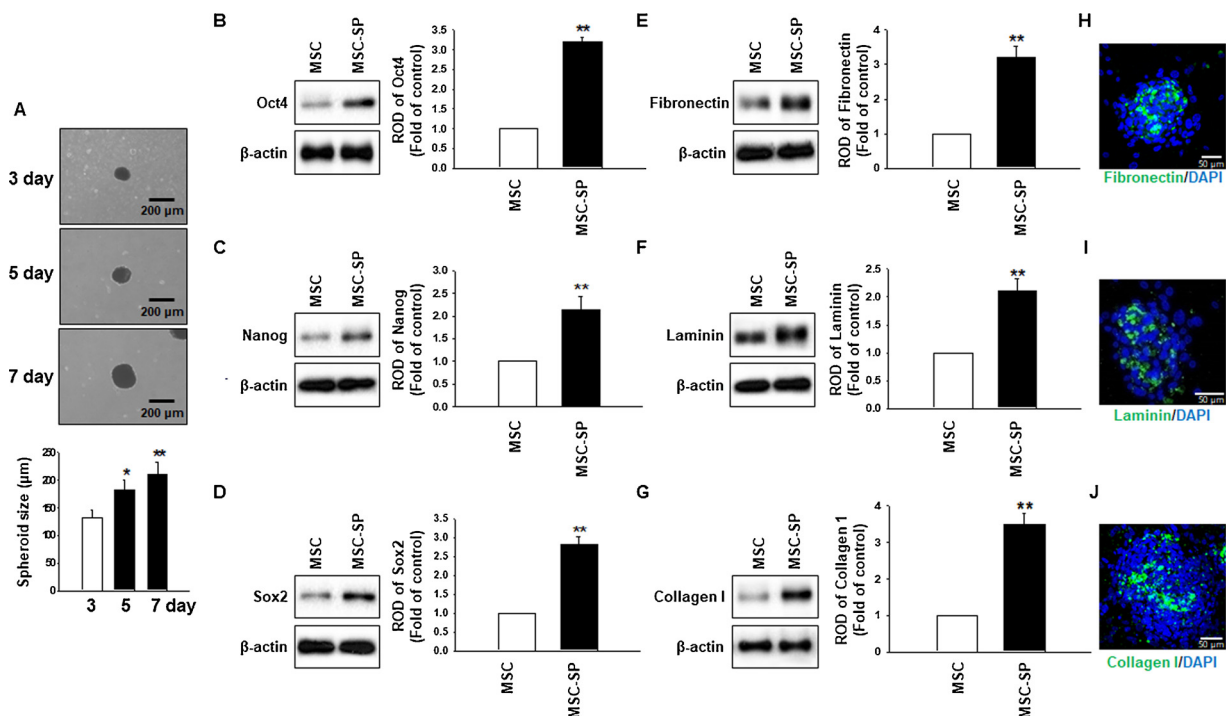 A
3 day
200 µm
5 day
200 µm
7 day
200 µm
Spheroid size (µm)
250
200
150
100
50
0
*
**
3 5 7 day
B
MSC
MSC-SP
Oct4
β-actin
ROD of Oct4
(Fold of control)
3.5
3.0
2.5
2.0
1.5
1.0
0.5
0.0
**
MSC
MSC-SP
C
MSC
MSC-SP
Nanog
β-actin
ROD of Nanog
(Fold of control)
3.0
2.5
2.0
1.5
1.0
0.5
0.0
**
MSC
MSC-SP
D
MSC
MSC-SP
Sox2
β-actin
ROD of Sox2
(Fold of control)
3.5
3.0
2.5
2.0
1.5
1.0
0.5
0.0
**
MSC
MSC-SP
E
MSC
MSC-SP
Fibronectin
β-actin
ROD of Fibronectin
(Fold of control)
4
3
2
1
0
**
MSC
MSC-SP
F
MSC
MSC-SP
Laminin
β-actin
ROD of Laminin
(Fold of control)
2.5
2.0
1.5
1.0
0.5
0.0
**
MSC
MSC-SP
G
MSC
MSC-SP
Collagen I
β-actin
ROD of Collagen 1
(Fold of control)
4
3
2
1
0
**
MSC
MSC-SP
H
50 µm
Fibronectin/DAPI
I
50 µm
Laminin/DAPI
J
50 µm
Collagen I/DAPI